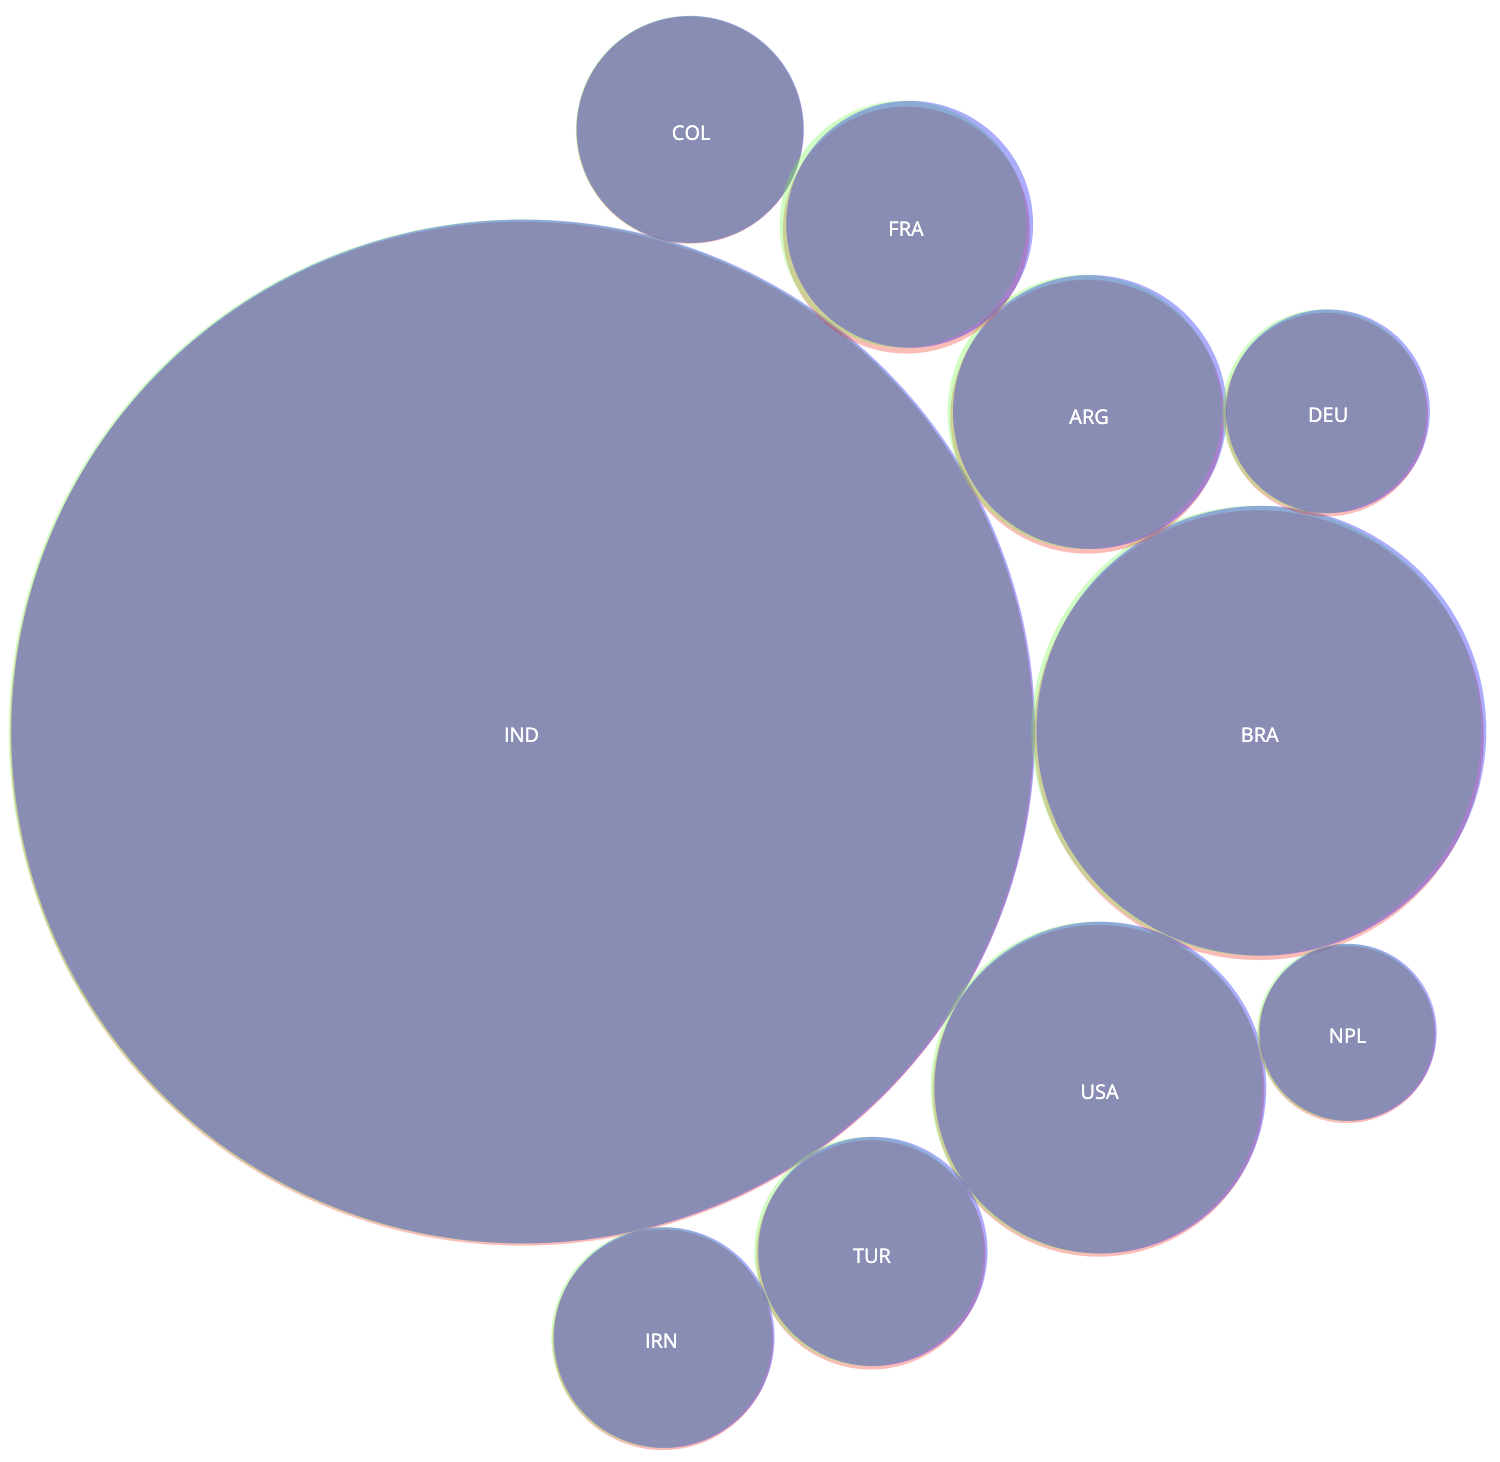 COL
FRA
ARG
DEU
IND
BRA
NPL
USA
TUR
IRN